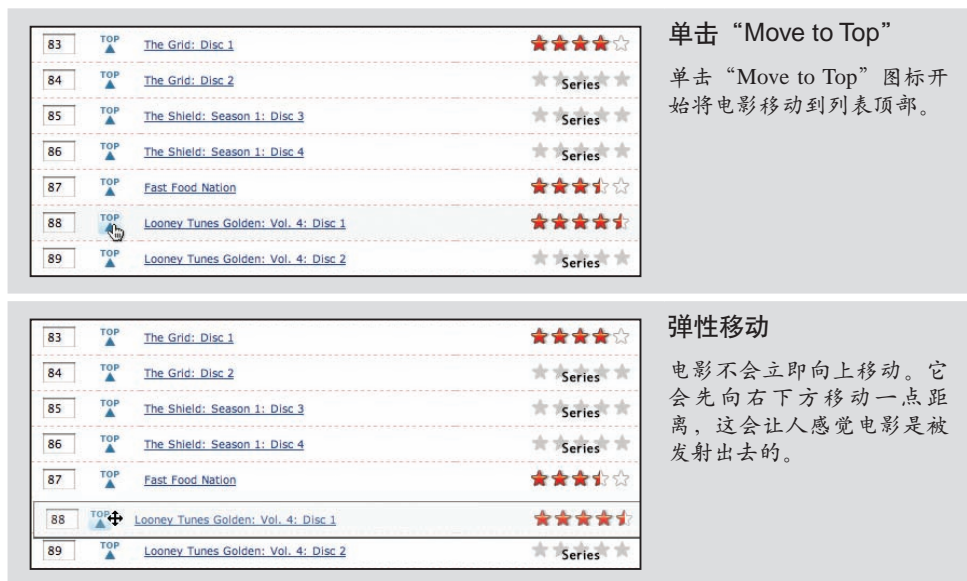 83 TOP The Grid: Disc 1
84 TOP The Grid: Disc 2 Series
85 TOP The Shield: Season 1: Disc 3 Series
86 TOP The Shield: Season 1: Disc 4 Series
87 TOP Fast Food Nation
88 TOP Looney Tunes Golden: Vol. 4: Disc 1
89 TOP Looney Tunes Golden: Vol. 4: Disc 2 Series
单击“Move to Top”
单击“Move to Top”图标开
始将电影移动到列表顶部。
83 TOP The Grid: Disc 1
84 TOP The Grid: Disc 2 Series
85 TOP The Shield: Season 1: Disc 3 Series
86 TOP The Shield: Season 1: Disc 4 Series
87 TOP Fast Food Nation
88 TOP Looney Tunes Golden: Vol. 4: Disc 1
89 TOP Looney Tunes Golden: Vol. 4: Disc 2 Series
弹性移动
电影不会立即向上移动。它
会先向右下方移动一点距
离，这会让人感觉电影是被
发射出去的。